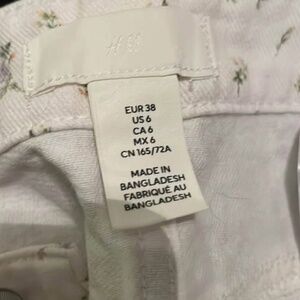 H&M
EUR 38
US 6
CA 6
MX 6
CN 165/72A
MADE IN
BANGLADESH
FABRIQUÉ AU
BANGLADESH